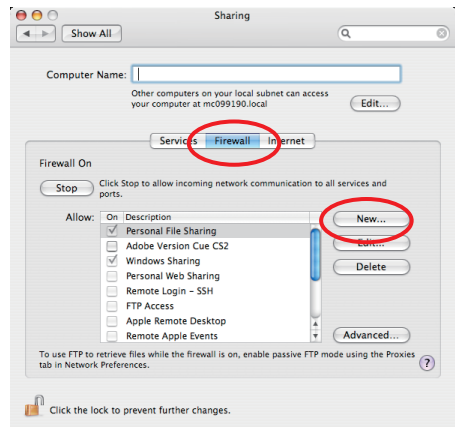 Sharing
Show All
Computer Name:
Other computers on your local subnet can access
your computer at mc099190.local
Edit...
Services Firewall Internet
Firewall On
Stop
Click Stop to allow incoming network communication to all services and
ports.
Allow:
On Description
Personal File Sharing
Adobe Version Cue CS2
Windows Sharing
Personal Web Sharing
Remote Login – SSH
FTP Access
Apple Remote Desktop
Remote Apple Events
New...
Edit...
Delete
Advanced...
To use FTP to retrieve files while the firewall is on, enable passive FTP mode using the Proxies
tab in Network Preferences.
?
Click the lock to prevent further changes.